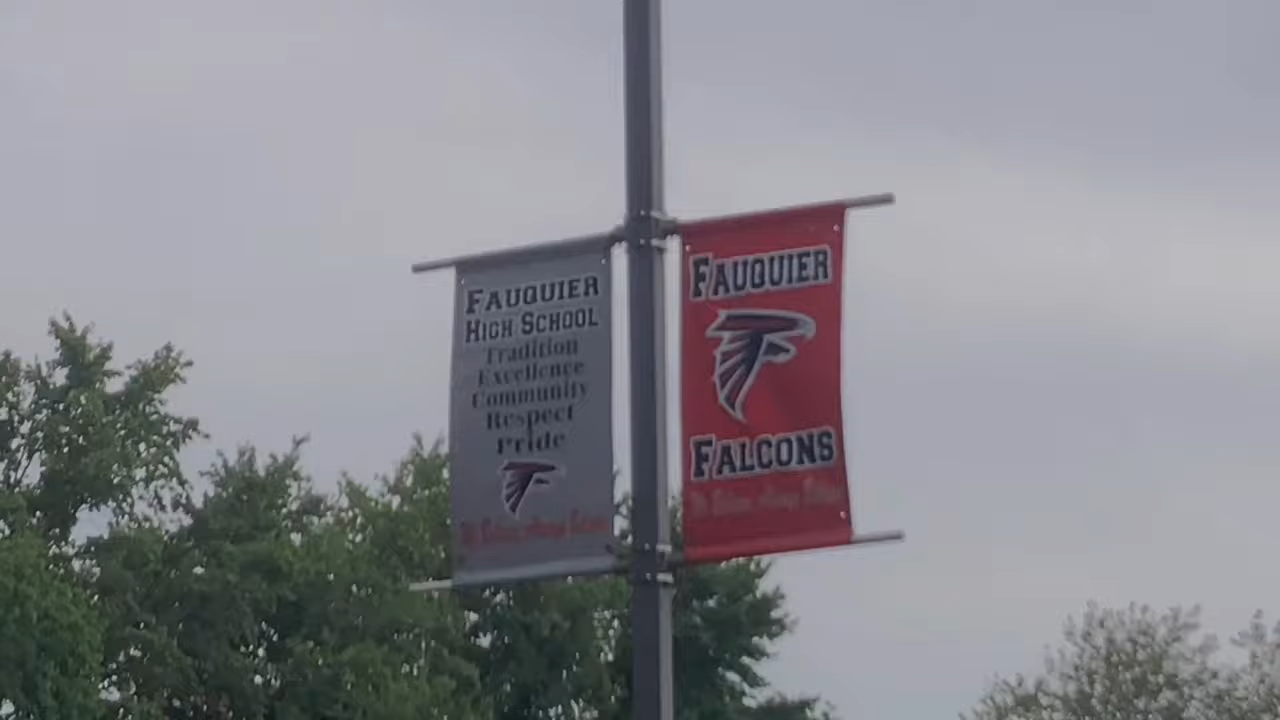 FAUQUIER
HIGH SCHOOL
Tradition
Excellence
Community
Respect
Pride
FAUQUIER
FALCONS